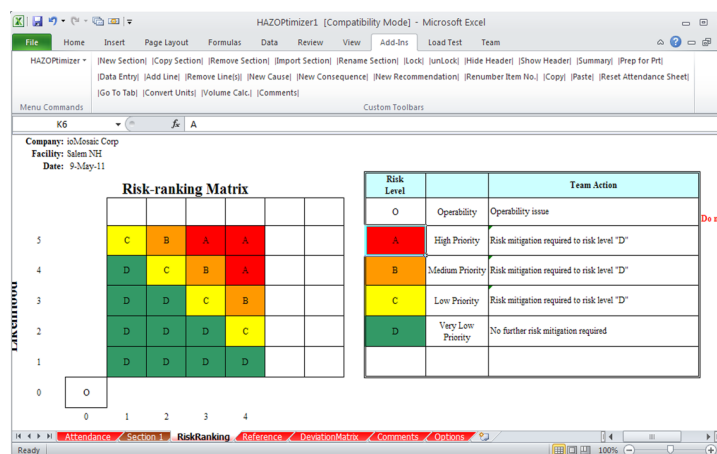 HAZOPtimizer1 [Compatibility Mode] - Microsoft Excel
File Home Insert Page Layout Formulas Data Review View Add-Ins Load Test Team
HAZOPtimizer |New Section| |Copy Section| |Remove Section| |Import Section| |Rename Section| |Lock| |unLock| |Hide Header| |Show Header| |Summary| |Prep for Prt|
|Data Entry| |Add Line| |Remove Line(s)| |New Cause| |New Consequence| |New Recommendation| |Renumber Item No.| |Copy| |Paste| |Reset Attendance Sheet|
|Go To Tab| |Convert Units| |Volume Calc.| |Comments|
Menu Commands Custom Toolbars
K6 fx A
Company: ioMosaic Corp
Facility: Salem NH
Date: 9-May-11
Risk-ranking Matrix
Likelihood
5 C B A A
4 D C B A
3 D D C B
2 D D D C
1 D D D D
0 O
0 1 2 3 4
Risk Level Team Action
O Operability Operability issue
Do
A High Priority Risk mitigation required to risk level "D"
B Medium Priority Risk mitigation required to risk level "D"
C Low Priority Risk mitigation required to risk level "D"
D Very Low Priority No further risk mitigation required
Attendance Section 1 RiskRanking Reference DeviationMatrix Comments Options
Ready 100%